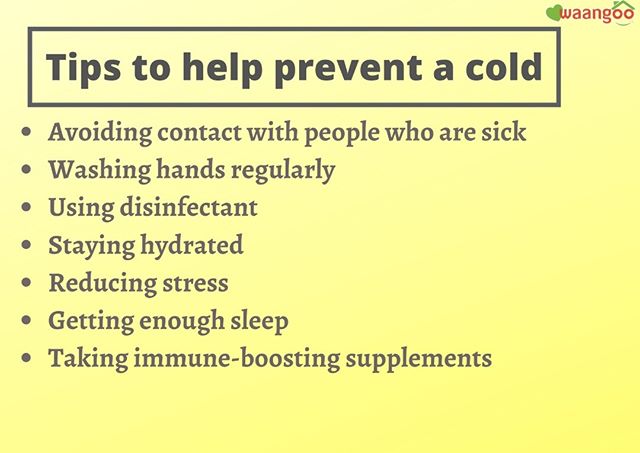 waangoo
Tips to help prevent a cold
• Avoiding contact with people who are sick
• Washing hands regularly
• Using disinfectant
• Staying hydrated
• Reducing stress
• Getting enough sleep
• Taking immune-boosting supplements